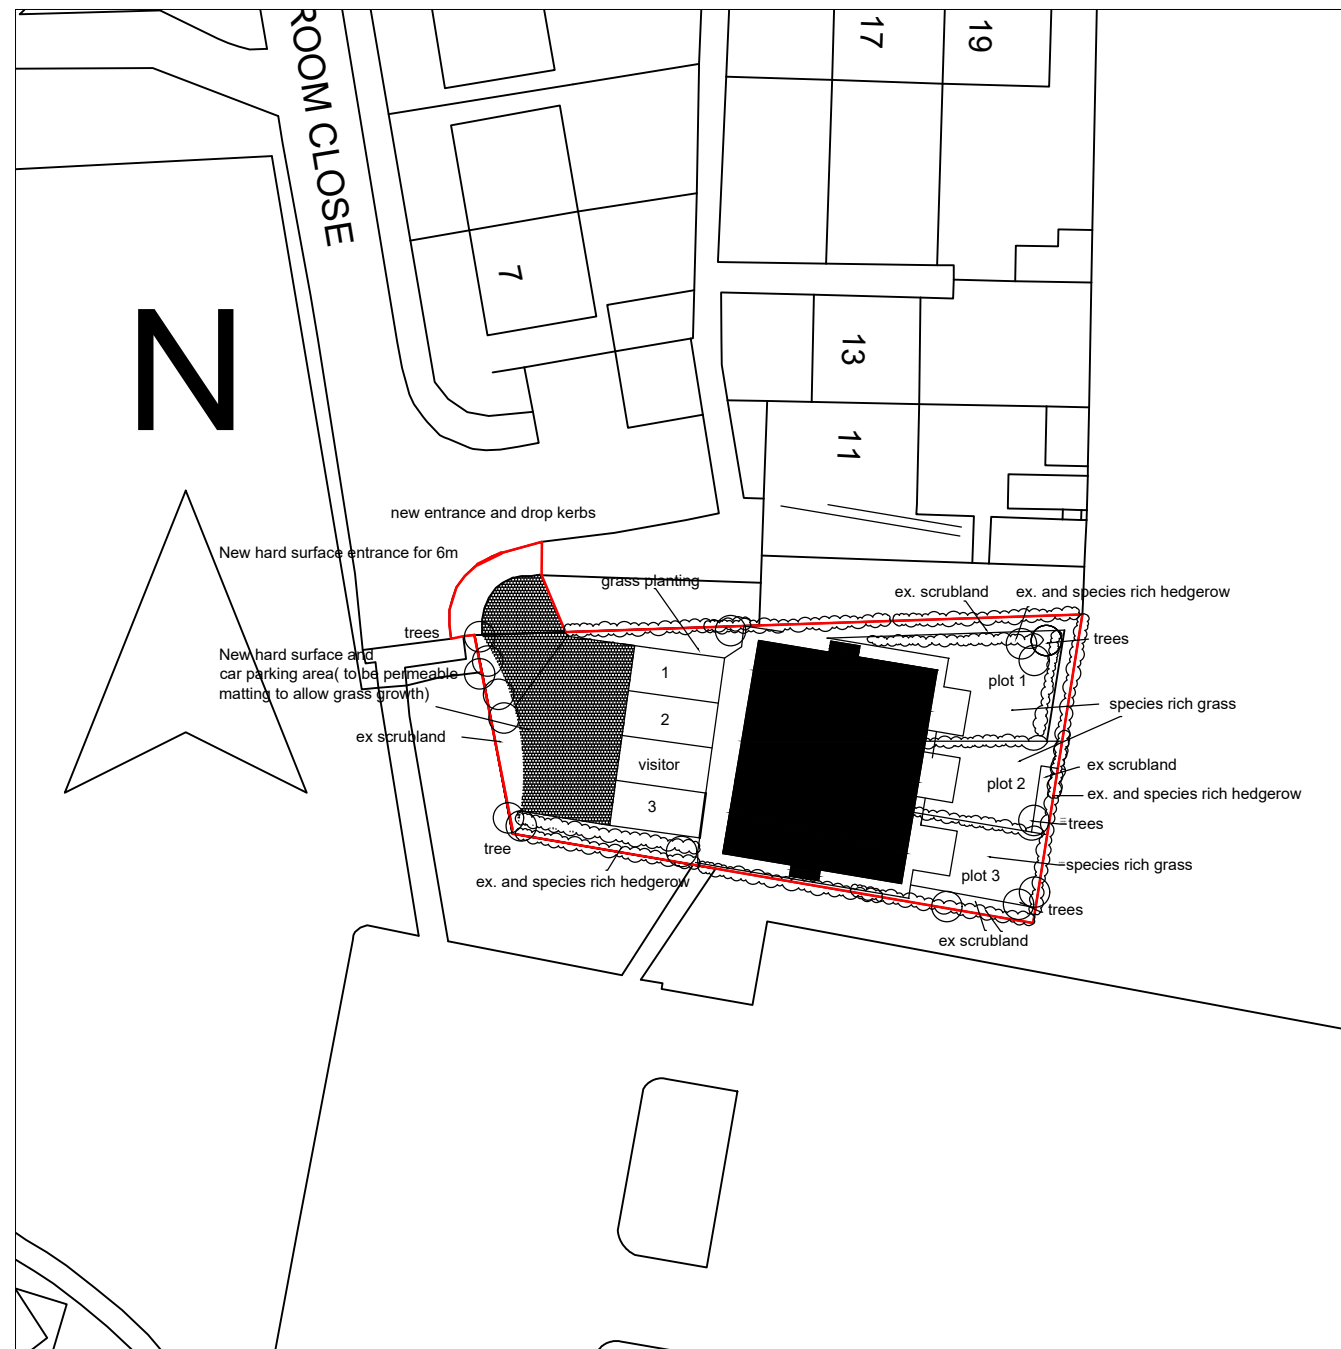 17
19
ROOM CLOSE
7
N
13
11
new entrance and drop kerbs
New hard surface entrance for 6m
grass planting
ex. scrubland
ex. and species rich hedgerow
trees
trees
New hard surface and
car parking area( to be permeable
matting to allow grass growth)
1
plot 1
species rich grass
2
ex scrubland
visitor
plot 2
ex scrubland
ex. and species rich hedgerow
3
trees
tree
species rich grass
plot 3
ex. and species rich hedgerow
trees
ex scrubland